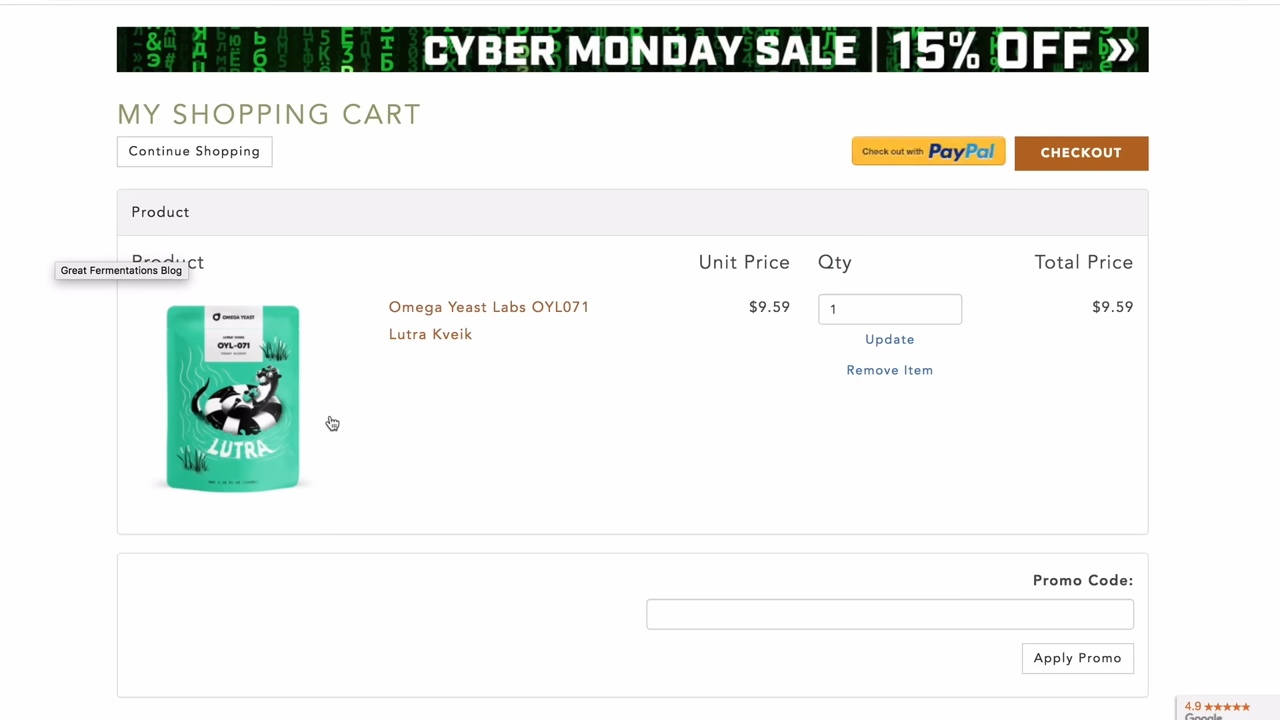 CYBER MONDAY SALE | 15% OFF »
MY SHOPPING CART
Continue Shopping
Check out with PayPal
CHECKOUT
Product
Product
Unit Price
Qty
Total Price
Great Fermentations Blog
OMEGA YEAST
OYL-071
LUTRA
Omega Yeast Labs OYL071
Lutra Kveik
$9.59
1
$9.59
Update
Remove Item
Promo Code:
Apply Promo
4.9 ★★★★★
Google